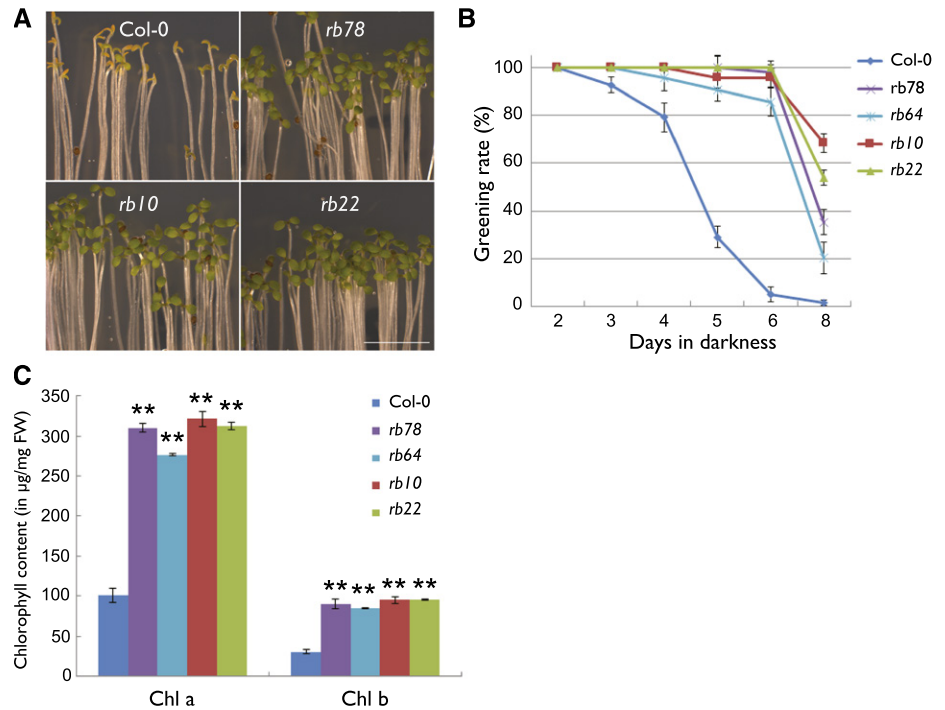 A
Col-0
rb78
rb10
rb22
B
Greening rate (%)
100
80
60
40
20
0
2 3 4 5 6 8
Days in darkness
Col-0
rb78
rb64
rb10
rb22
C
Chlorophyll content (in µg/mg FW)
350
300
250
200
150
100
50
0
** ** ** **
** ** ** **
Chl a
Chl b
Col-0
rb78
rb64
rb10
rb22